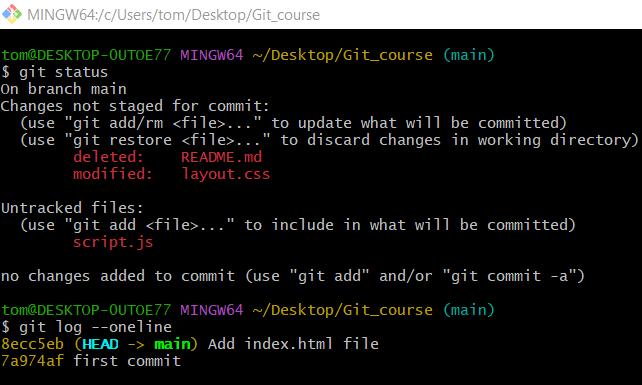 MINGW64:/c/Users/tom/Desktop/Git_course
tom@DESKTOP-OUTOE77 MINGW64 ~/Desktop/Git_course (main)
$ git status
On branch main
Changes not staged for commit:
  (use "git add/rm <file>..." to update what will be committed)
  (use "git restore <file>..." to discard changes in working directory)
        deleted:    README.md
        modified:   layout.css

Untracked files:
  (use "git add <file>..." to include in what will be committed)
        script.js

no changes added to commit (use "git add" and/or "git commit -a")

tom@DESKTOP-OUTOE77 MINGW64 ~/Desktop/Git_course (main)
$ git log --oneline
8ecc5eb (HEAD -> main) Add index.html file
7a974af first commit